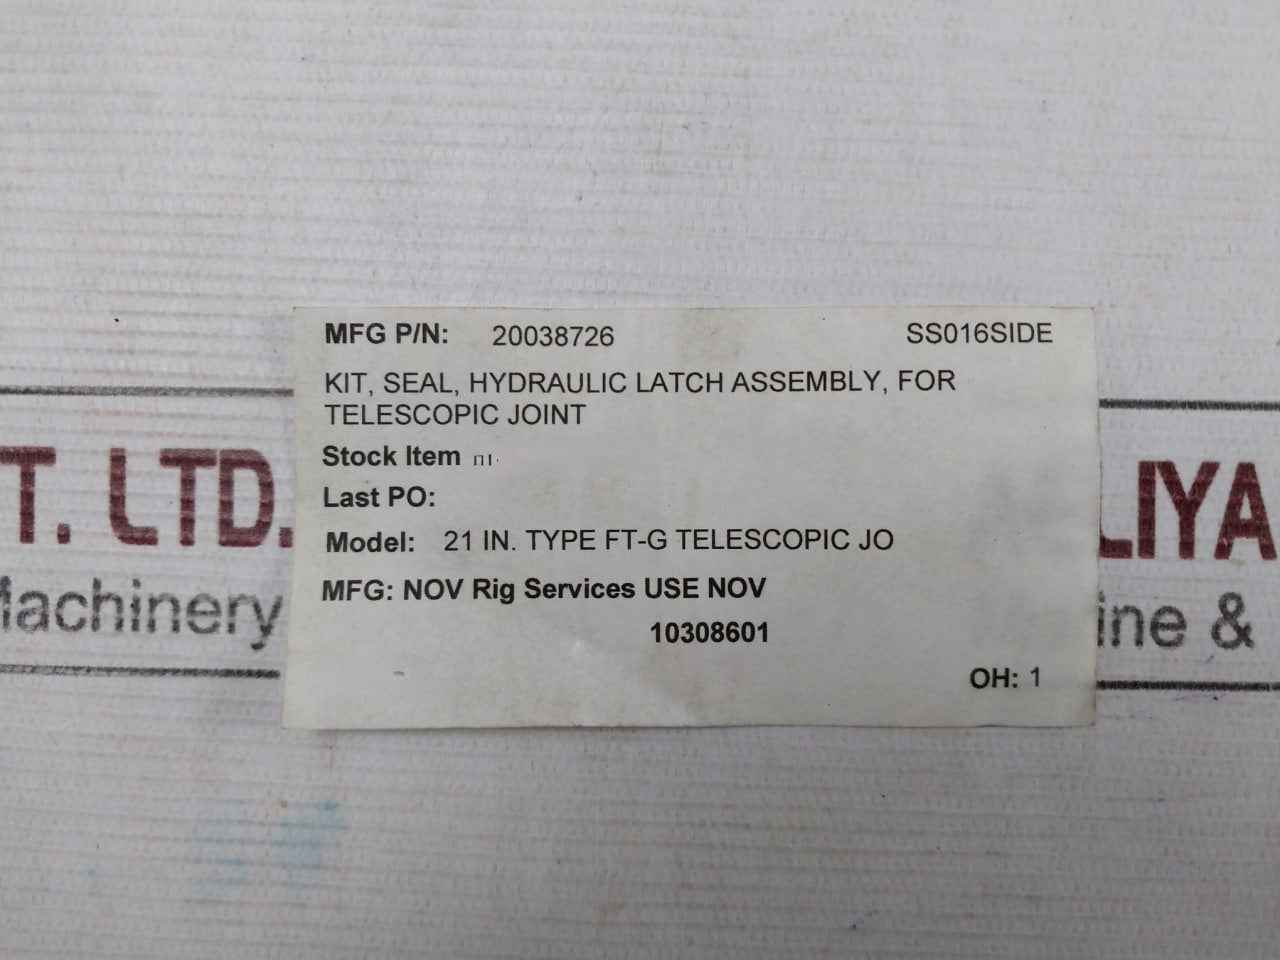 MFG P/N: 20038726 SS016SIDE
KIT, SEAL, HYDRAULIC LATCH ASSEMBLY, FOR
TELESCOPIC JOINT
Stock Item
Last PO:
Model: 21 IN. TYPE FT-G TELESCOPIC JO
MFG: NOV Rig Services USE NOV
10308601
OH: 1
T. LTD. LIYA
Machinery ine &